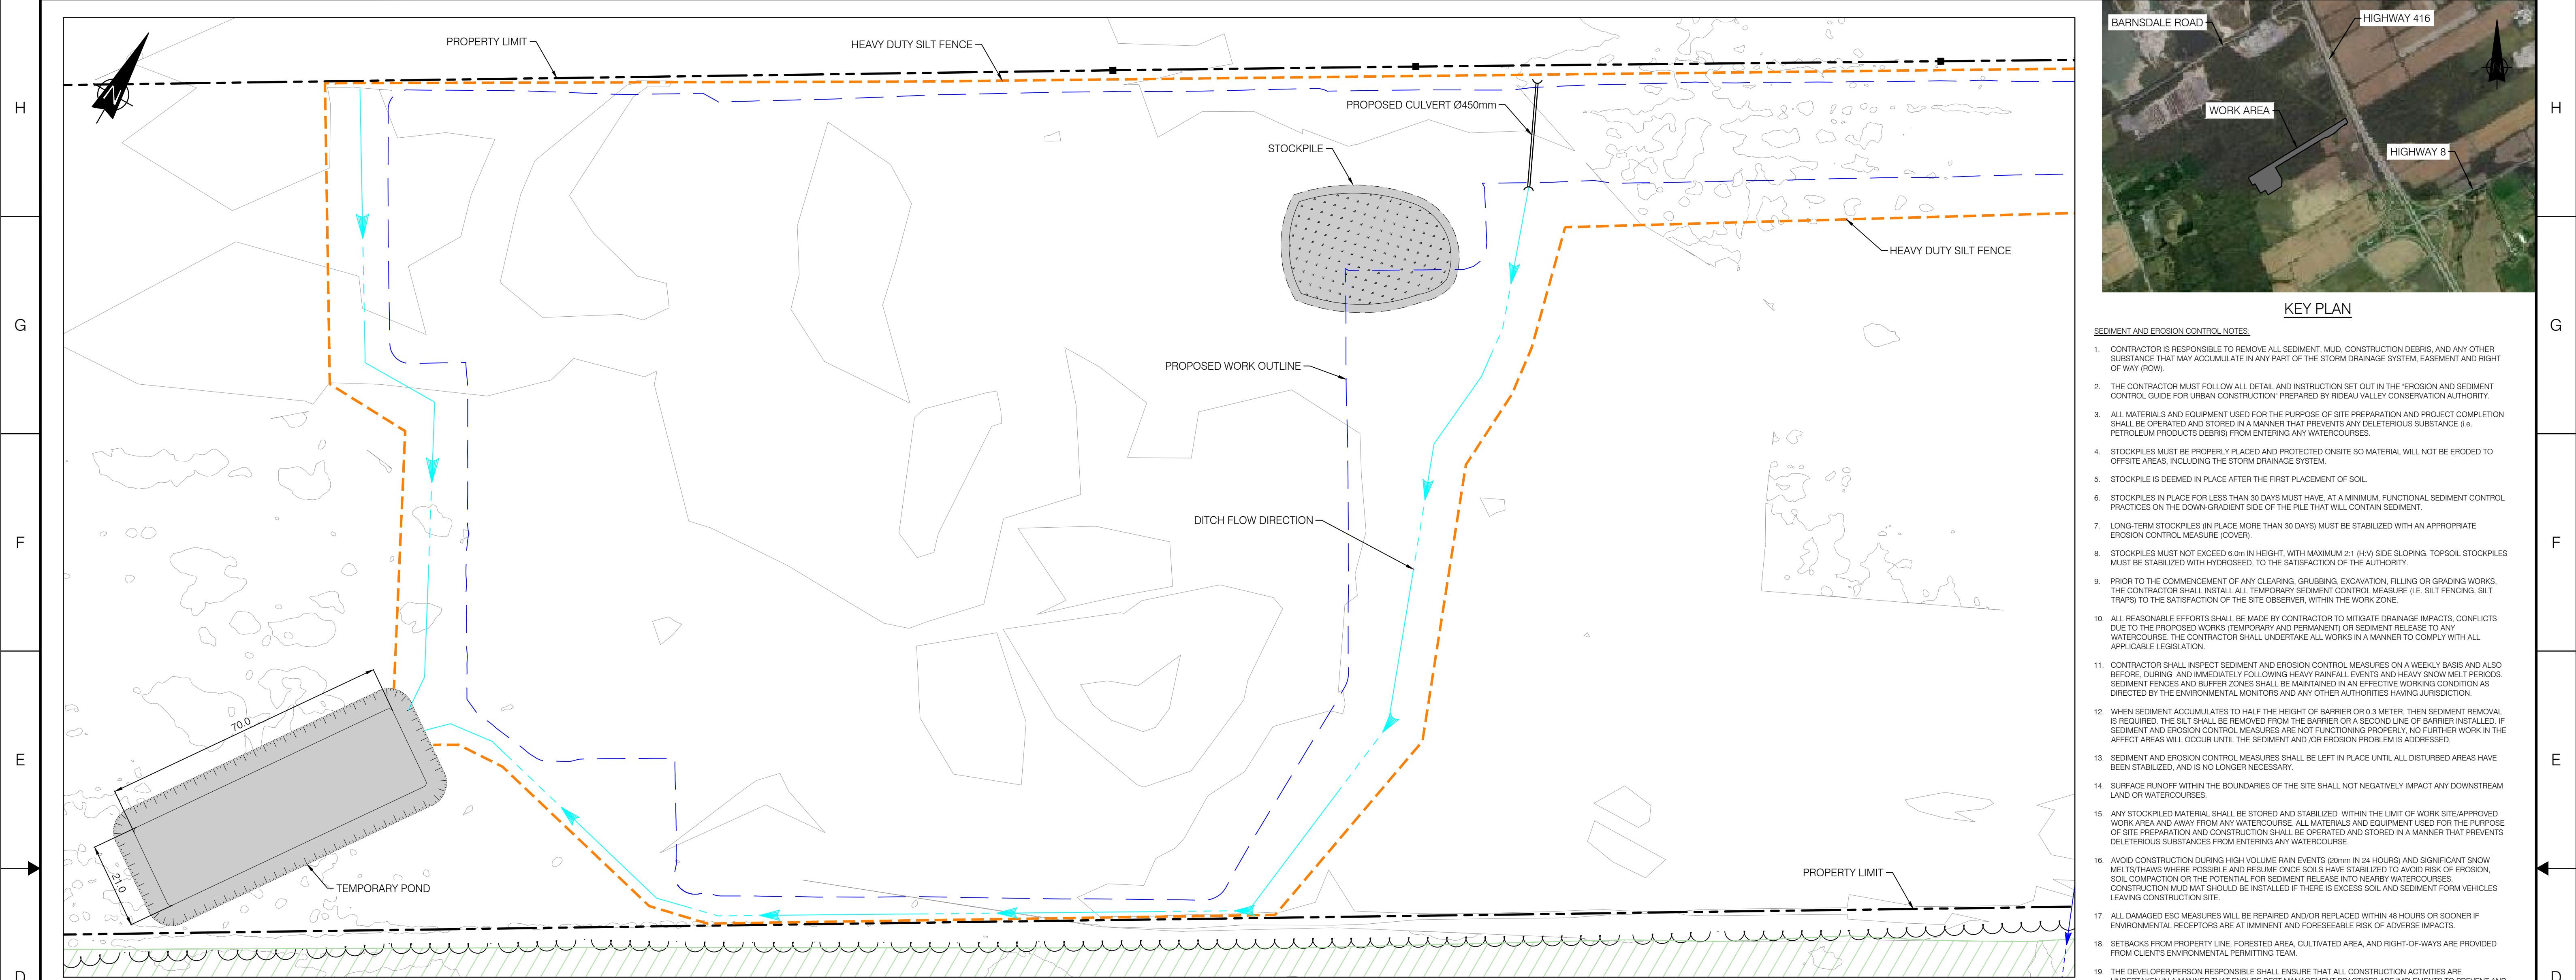 PROPERTY LIMIT
HEAVY DUTY SILT FENCE
N
PROPOSED CULVERT Ø450mm
STOCKPILE
HEAVY DUTY SILT FENCE
PROPOSED WORK OUTLINE
DITCH FLOW DIRECTION
70.0
21.0
TEMPORARY POND
PROPERTY LIMIT
H
G
F
E
D
BARNSDALE ROAD
HIGHWAY 416
WORK AREA
HIGHWAY 8
KEY PLAN
SEDIMENT AND EROSION CONTROL NOTES:
1. CONTRACTOR IS RESPONSIBLE TO REMOVE ALL SEDIMENT, MUD, CONSTRUCTION DEBRIS, AND ANY OTHER
SUBSTANCE THAT MAY ACCUMULATE IN ANY PART OF THE STORM DRAINAGE SYSTEM, EASEMENT AND RIGHT
OF WAY (ROW).
2. THE CONTRACTOR MUST FOLLOW ALL DETAIL AND INSTRUCTION SET OUT IN THE "EROSION AND SEDIMENT
CONTROL GUIDE FOR URBAN CONSTRUCTION" PREPARED BY RIDEAU VALLEY CONSERVATION AUTHORITY.
3. ALL MATERIALS AND EQUIPMENT USED FOR THE PURPOSE OF SITE PREPARATION AND PROJECT COMPLETION
SHALL BE OPERATED AND STORED IN A MANNER THAT PREVENTS ANY DELETERIOUS SUBSTANCE (i.e.
PETROLEUM PRODUCTS DEBRIS) FROM ENTERING ANY WATERCOURSES.
4. STOCKPILES MUST BE PROPERLY PLACED AND PROTECTED ONSITE SO MATERIAL WILL NOT BE ERODED TO
OFFSITE AREAS, INCLUDING THE STORM DRAINAGE SYSTEM.
5. STOCKPILE IS DEEMED IN PLACE AFTER THE FIRST PLACEMENT OF SOIL.
6. STOCKPILES IN PLACE FOR LESS THAN 30 DAYS MUST HAVE, AT A MINIMUM, FUNCTIONAL SEDIMENT CONTROL
PRACTICES ON THE DOWN-GRADIENT SIDE OF THE PILE THAT WILL CONTAIN SEDIMENT.
7. LONG-TERM STOCKPILES (IN PLACE MORE THAN 30 DAYS) MUST BE STABILIZED WITH AN APPROPRIATE
EROSION CONTROL MEASURE (COVER).
8. STOCKPILES MUST NOT EXCEED 6.0m IN HEIGHT, WITH MAXIMUM 2:1 (H:V) SIDE SLOPING. TOPSOIL STOCKPILES
MUST BE STABILIZED WITH HYDROSEED, TO THE SATISFACTION OF THE AUTHORITY.
9. PRIOR TO THE COMMENCEMENT OF ANY CLEARING, GRUBBING, EXCAVATION, FILLING OR GRADING WORKS,
THE CONTRACTOR SHALL INSTALL ALL TEMPORARY SEDIMENT CONTROL MEASURE (I.E. SILT FENCING, SILT
TRAPS) TO THE SATISFACTION OF THE SITE OBSERVER, WITHIN THE WORK ZONE.
10. ALL REASONABLE EFFORTS SHALL BE MADE BY CONTRACTOR TO MITIGATE DRAINAGE IMPACTS, CONFLICTS
DUE TO THE PROPOSED WORKS (TEMPORARY AND PERMANENT) OR SEDIMENT RELEASE TO ANY
WATERCOURSE. THE CONTRACTOR SHALL UNDERTAKE ALL WORKS IN A MANNER TO COMPLY WITH ALL
APPLICABLE LEGISLATION.
11. CONTRACTOR SHALL INSPECT SEDIMENT AND EROSION CONTROL MEASURES ON A WEEKLY BASIS AND ALSO
BEFORE, DURING AND IMMEDIATELY FOLLOWING HEAVY RAINFALL EVENTS AND HEAVY SNOW MELT PERIODS.
SEDIMENT FENCES AND BUFFER ZONES SHALL BE MAINTAINED IN AN EFFECTIVE WORKING CONDITION AS
DIRECTED BY THE ENVIRONMENTAL MONITORS AND ANY OTHER AUTHORITIES HAVING JURISDICTION.
12. WHEN SEDIMENT ACCUMULATES TO HALF THE HEIGHT OF BARRIER OR 0.3 METER, THEN SEDIMENT REMOVAL
IS REQUIRED. THE SILT SHALL BE REMOVED FROM THE BARRIER OR A SECOND LINE OF BARRIER INSTALLED. IF
SEDIMENT AND EROSION CONTROL MEASURES ARE NOT FUNCTIONING PROPERLY, NO FURTHER WORK IN THE
AFFECT AREAS WILL OCCUR UNTIL THE SEDIMENT AND /OR EROSION PROBLEM IS ADDRESSED.
13. SEDIMENT AND EROSION CONTROL MEASURES SHALL BE LEFT IN PLACE UNTIL ALL DISTURBED AREAS HAVE
BEEN STABILIZED, AND IS NO LONGER NECESSARY.
14. SURFACE RUNOFF WITHIN THE BOUNDARIES OF THE SITE SHALL NOT NEGATIVELY IMPACT ANY DOWNSTREAM
LAND OR WATERCOURSES.
15. ANY STOCKPILED MATERIAL SHALL BE STORED AND STABILIZED WITHIN THE LIMIT OF WORK SITE/APPROVED
WORK AREA AND AWAY FROM ANY WATERCOURSE. ALL MATERIALS AND EQUIPMENT USED FOR THE PURPOSE
OF SITE PREPARATION AND CONSTRUCTION SHALL BE OPERATED AND STORED IN A MANNER THAT PREVENTS
DELETERIOUS SUBSTANCES FROM ENTERING ANY WATERCOURSE.
16. AVOID CONSTRUCTION DURING HIGH VOLUME RAIN EVENTS (20mm IN 24 HOURS) AND SIGNIFICANT SNOW
MELTS/THAWS WHERE POSSIBLE AND RESUME ONCE SOILS HAVE STABILIZED TO AVOID RISK OF EROSION,
SOIL COMPACTION OR THE POTENTIAL FOR SEDIMENT RELEASE INTO NEARBY WATERCOURSES.
CONSTRUCTION MUD MAT SHOULD BE INSTALLED IF THERE IS EXCESS SOIL AND SEDIMENT FORM VEHICLES
LEAVING CONSTRUCTION SITE.
17. ALL DAMAGED ESC MEASURES WILL BE REPAIRED AND/OR REPLACED WITHIN 48 HOURS OR SOONER IF
ENVIRONMENTAL RECEPTORS ARE AT IMMINENT AND FORESEEABLE RISK OF ADVERSE IMPACTS.
18. SETBACKS FROM PROPERTY LINE, FORESTED AREA, CULTIVATED AREA, AND RIGHT-OF-WAYS ARE PROVIDED
FROM CLIENT'S ENVIRONMENTAL PERMITTING TEAM.
19. THE DEVELOPER/PERSON RESPONSIBLE SHALL ENSURE THAT ALL CONSTRUCTION ACTIVITIES ARE
H
G
F
E
D